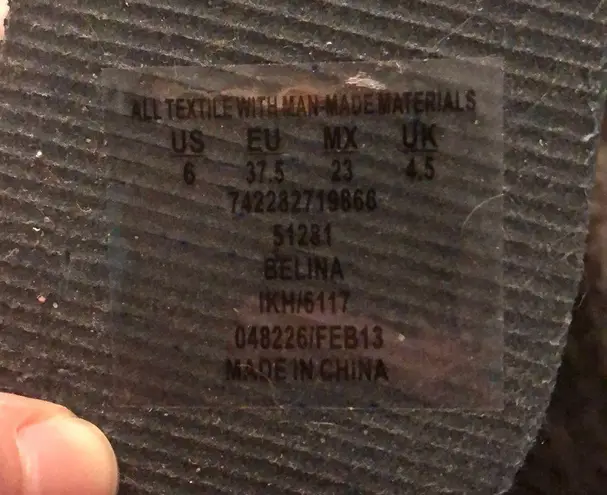 ALL TEXTILE WITH MAN-MADE MATERIALS
US EU MX UK
6 37.5 23 4.5
742282719866
51281
BELINA
IKH/6117
048226/FEB13
MADE IN CHINA